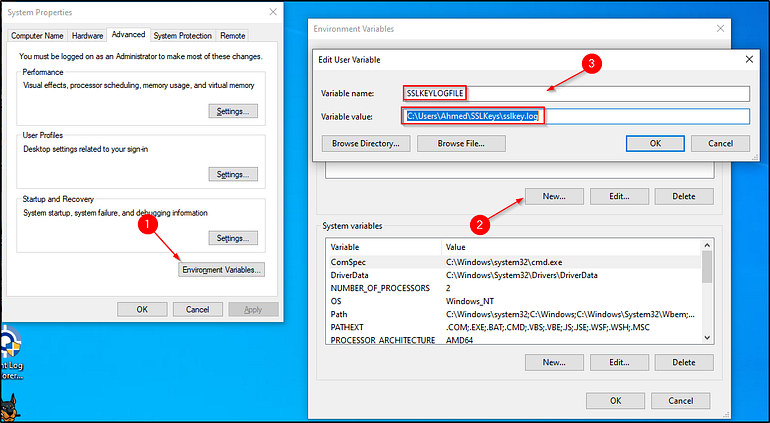 System Properties
Computer Name Hardware Advanced System Protection Remote
You must be logged on as an Administrator to make most of these changes.
Performance
Visual effects, processor scheduling, memory usage, and virtual memory
Settings...
User Profiles
Desktop settings related to your sign-in
Settings...
Startup and Recovery
System startup, system failure, and debugging information
1
Settings...
Environment Variables...
OK Cancel Apply
Environment Variables
Edit User Variable
3
Variable name: SSLKEYLOGFILE
Variable value: C:\Users\Ahmed\SSLKeys\sslkey.log
Browse Directory... Browse File... OK Cancel
2
New... Edit... Delete
System variables
Variable Value
ComSpec C:\Windows\system32\cmd.exe
DriverData C:\Windows\System32\Drivers\DriverData
NUMBER_OF_PROCESSORS 2
OS Windows_NT
Path C:\Windows\system32;C:\Windows;C:\Windows\System32\Wbem;...
PATHEXT .COM;.EXE;.BAT;.CMD;.VBS;.VBE;.JS;.JSE;.WSF;.WSH;.MSC
PROCESSOR_ARCHITECTURE AMD64
New... Edit... Delete
OK Cancel
nt Log
orer...